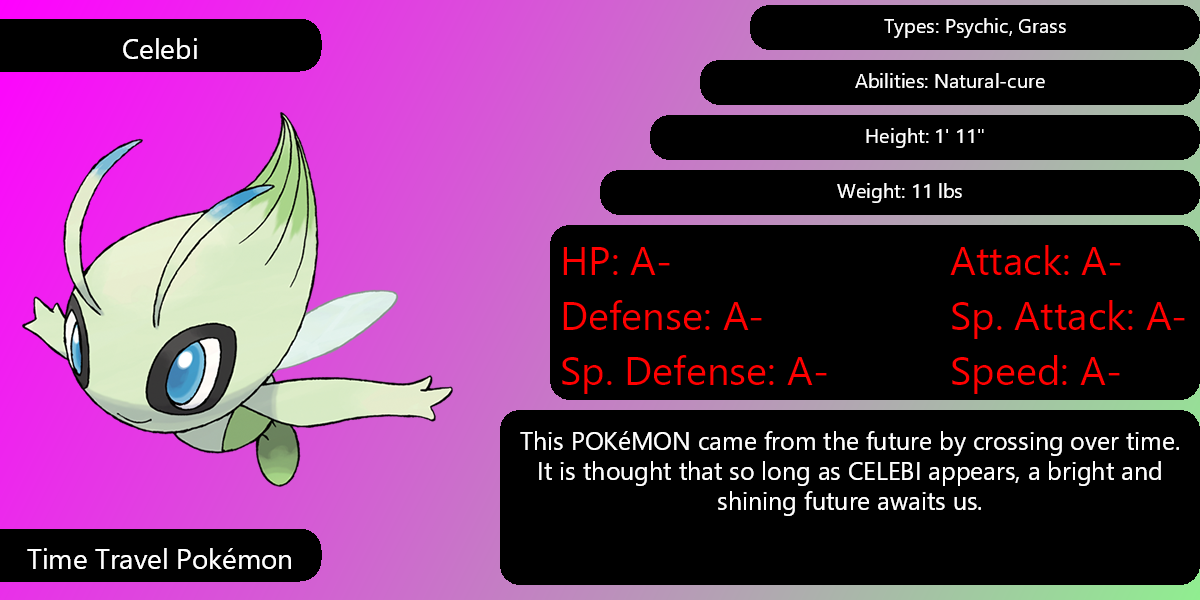 Celebi
Types: Psychic, Grass
Abilities: Natural-cure
Height: 1' 11"
Weight: 11 lbs
HP: A-
Attack: A-
Defense: A-
Sp. Attack: A-
Sp. Defense: A-
Speed: A-
This POKéMON came from the future by crossing over time.
It is thought that so long as CELEBI appears, a bright and
shining future awaits us.
Time Travel Pokémon